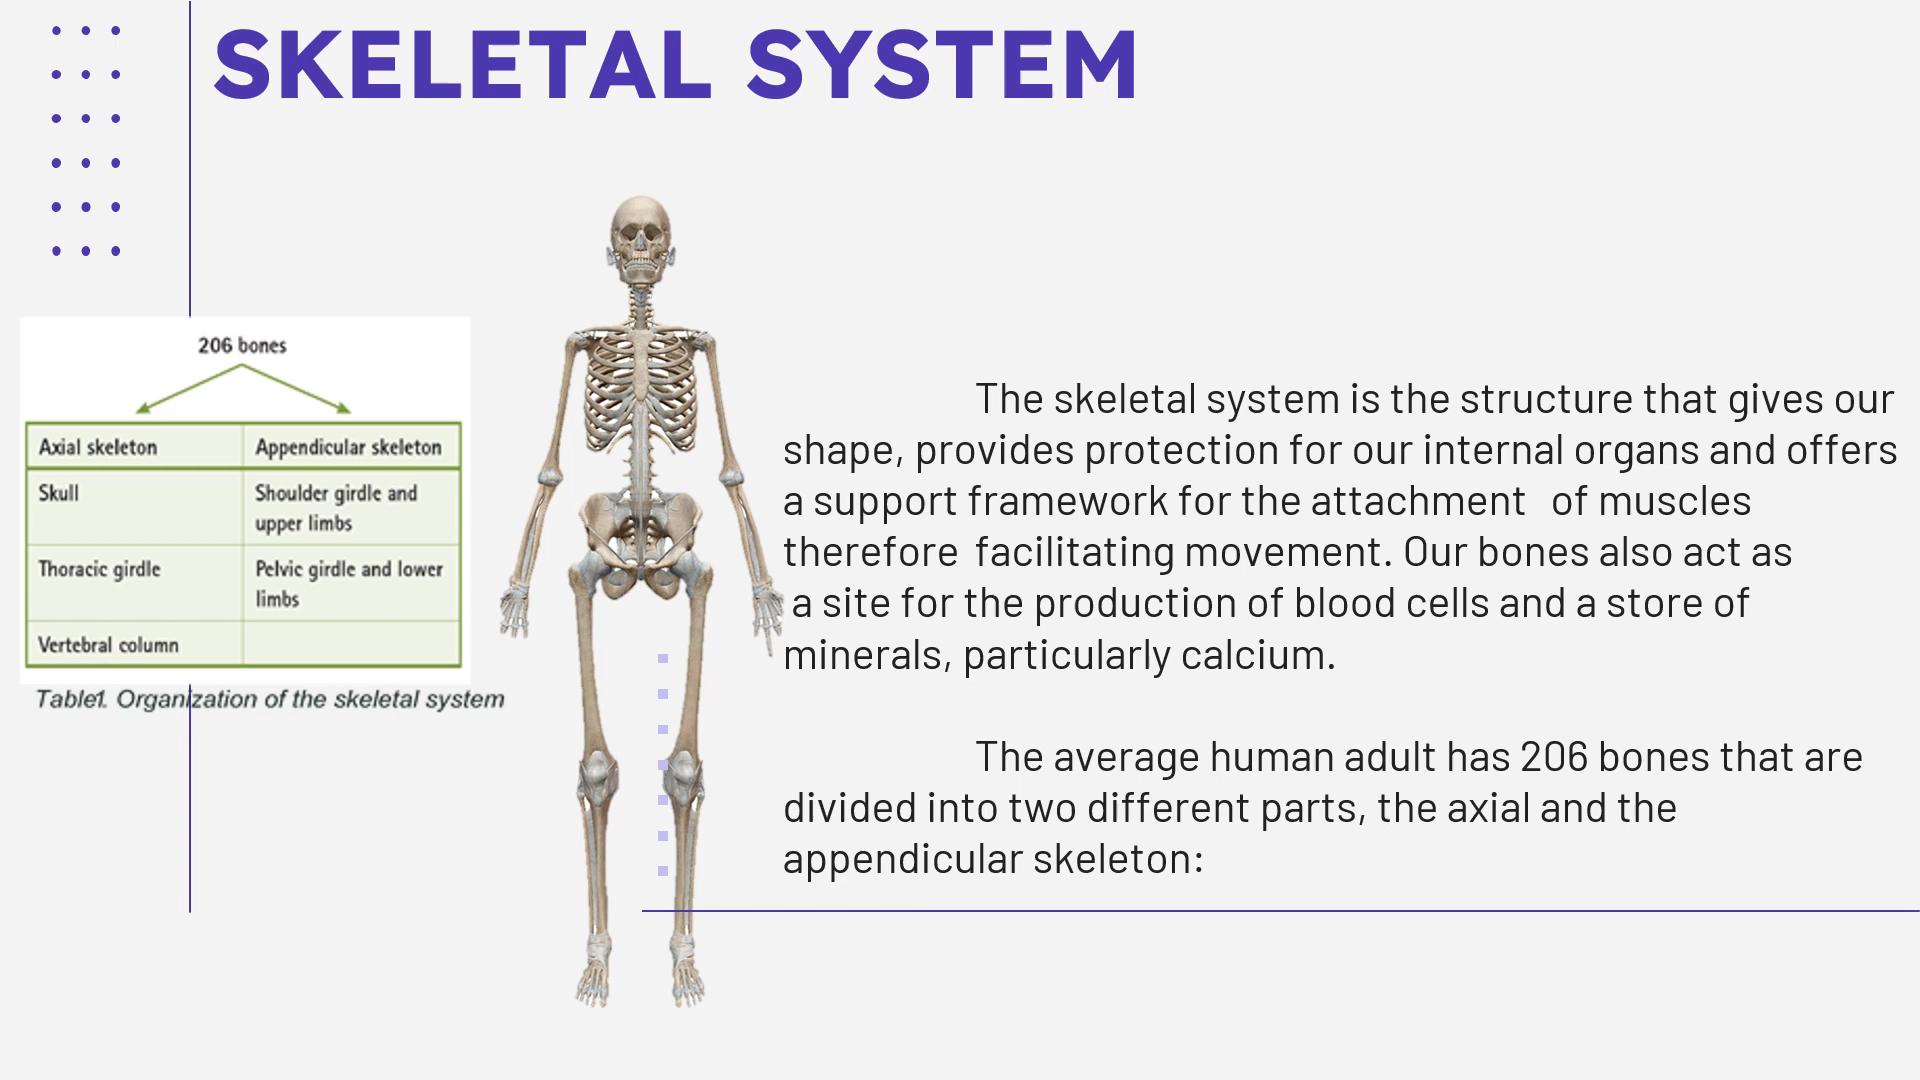 SKELETAL SYSTEM
206 bones
Axial skeleton Appendicular skeleton
Skull Shoulder girdle and
upper limbs
Thoracic girdle Pelvic girdle and lower
limbs
Vertebral column
Table1. Organization of the skeletal system
The skeletal system is the structure that gives our
shape, provides protection for our internal organs and offers
a support framework for the attachment of muscles
therefore facilitating movement. Our bones also act as
a site for the production of blood cells and a store of
minerals, particularly calcium.
The average human adult has 206 bones that are
divided into two different parts, the axial and the
appendicular skeleton: